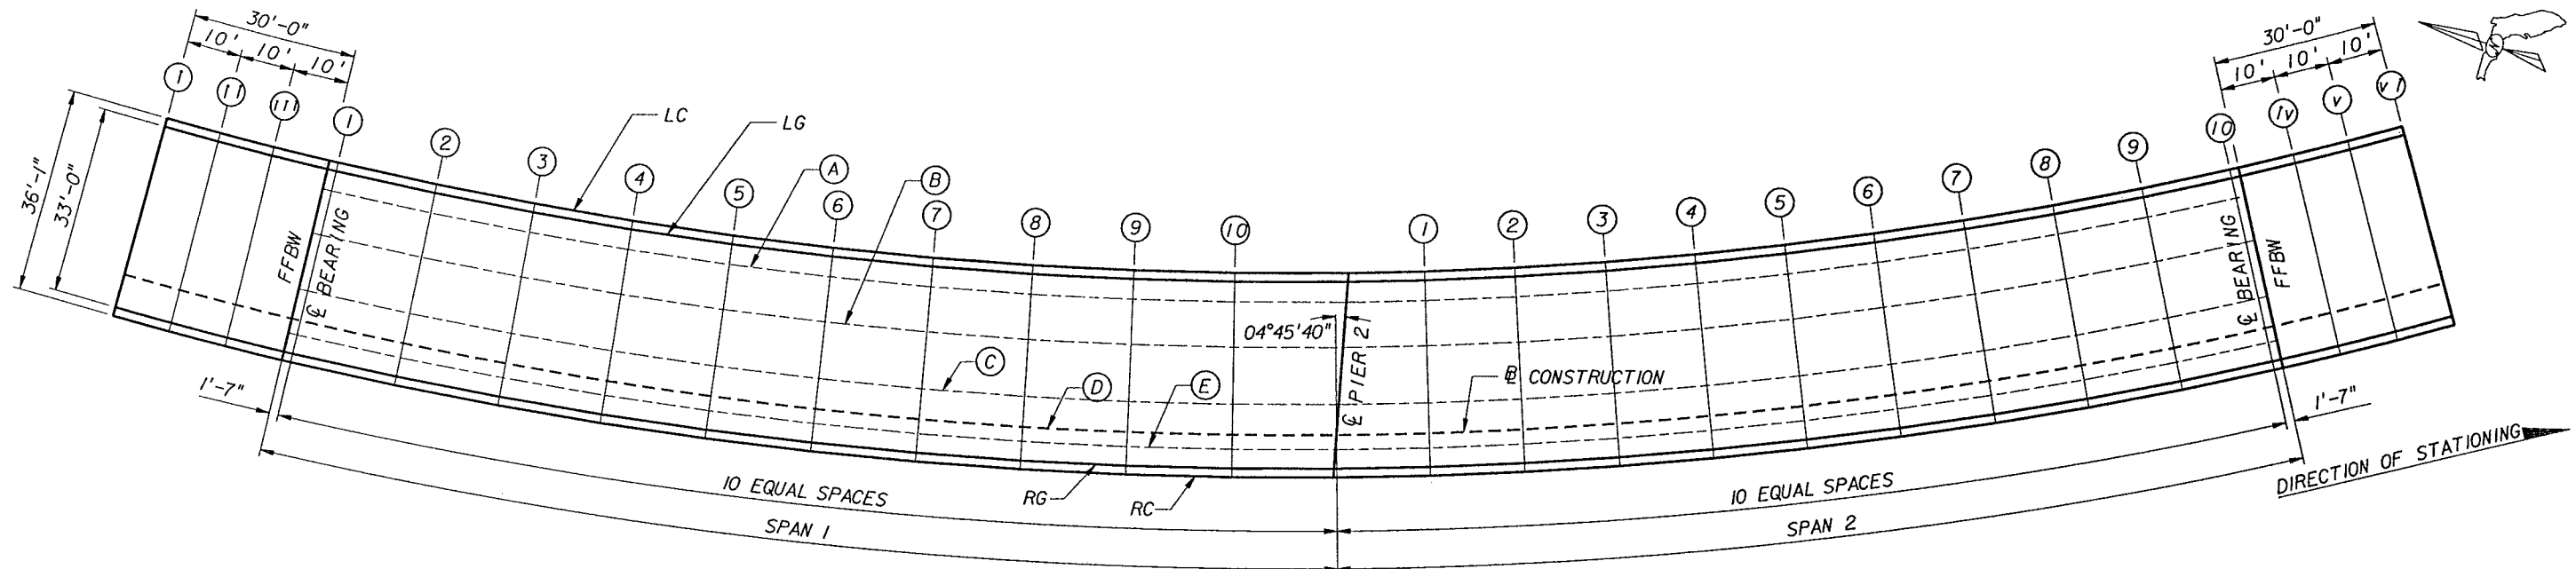 30'-0"
10' 10' 10'
i ii iii 1 2 3 4 5 6 7 8 9 10
36'-1"
33'-0"
LC
LG
A
B
FFBW
℄ BEARING
C
D
E
RG
RC
04°45'40"
℄ PIER 2
1 2 3 4 5 6 7 8 9 10 iv v vi
30'-0"
10' 10' 10'
N
℄ BEARING
FFBW
B CONSTRUCTION
1'-7"
1'-7"
10 EQUAL SPACES
SPAN 1
10 EQUAL SPACES
SPAN 2
DIRECTION OF STATIONING